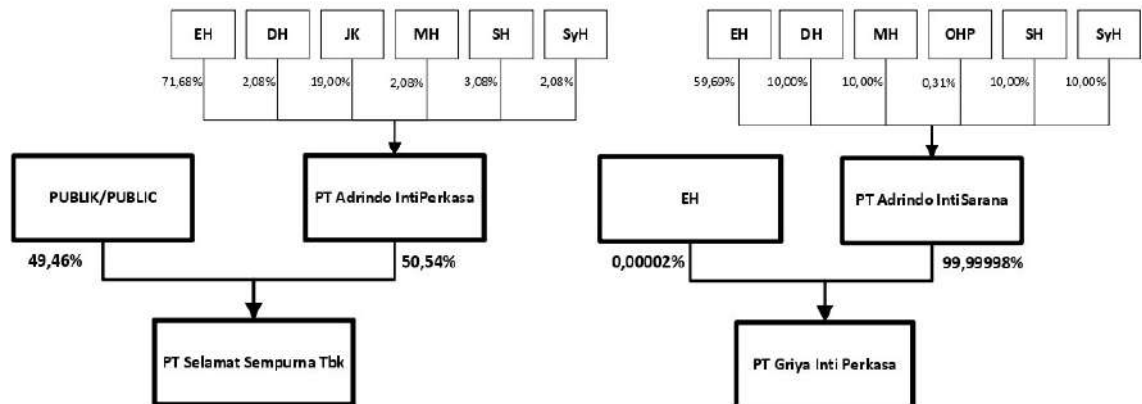 EH DH JK MH SH SyH
71,68% 2,08% 19,00% 2,08% 3,08% 2,08%
EH DH MH OHP SH SyH
59,69% 10,00% 10,00% 0,31% 10,00% 10,00%
PUBLIK/PUBLIC
PT Adrindo IntiPerkasa
49,46%
50,54%
PT Selamat Sempurna Tbk
EH
PT Adrindo IntiSarana
0,00002%
99,99998%
PT Griya Inti Perkasa